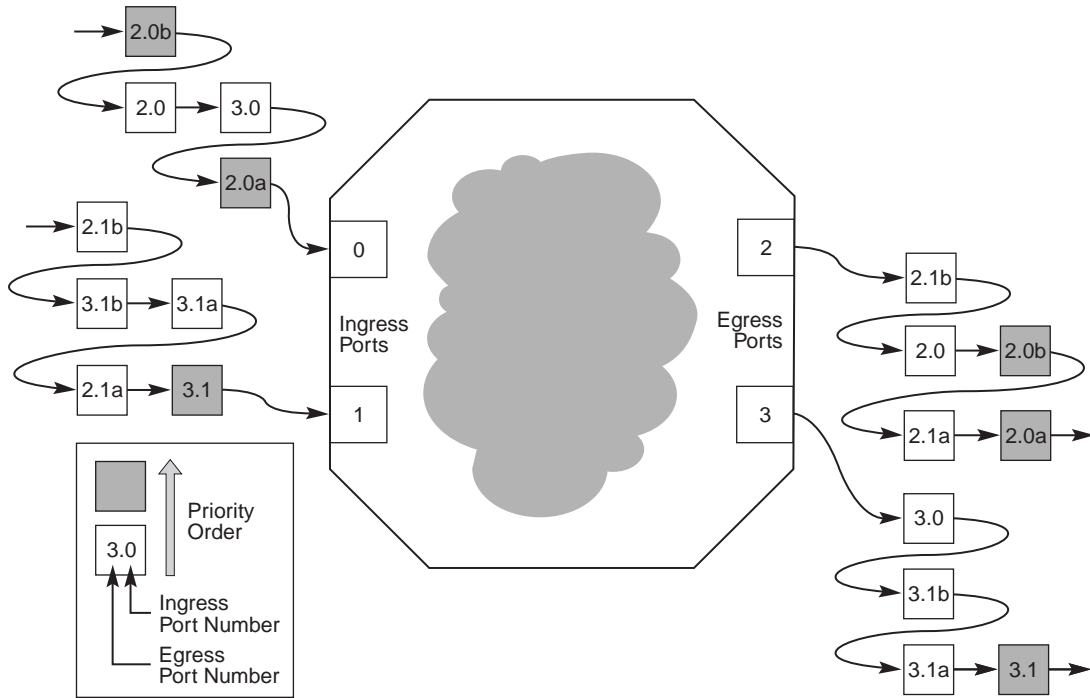 2.0b
2.0
3.0
2.0a
2.1b
3.1b
3.1a
2.1a
3.1
0
Ingress
Ports
1
2
Egress
Ports
3
2.1b
2.0
2.0b
2.1a
2.0a
3.0
3.1b
3.1a
3.1
Priority
Order
3.0
Ingress
Port Number
Egress
Port Number